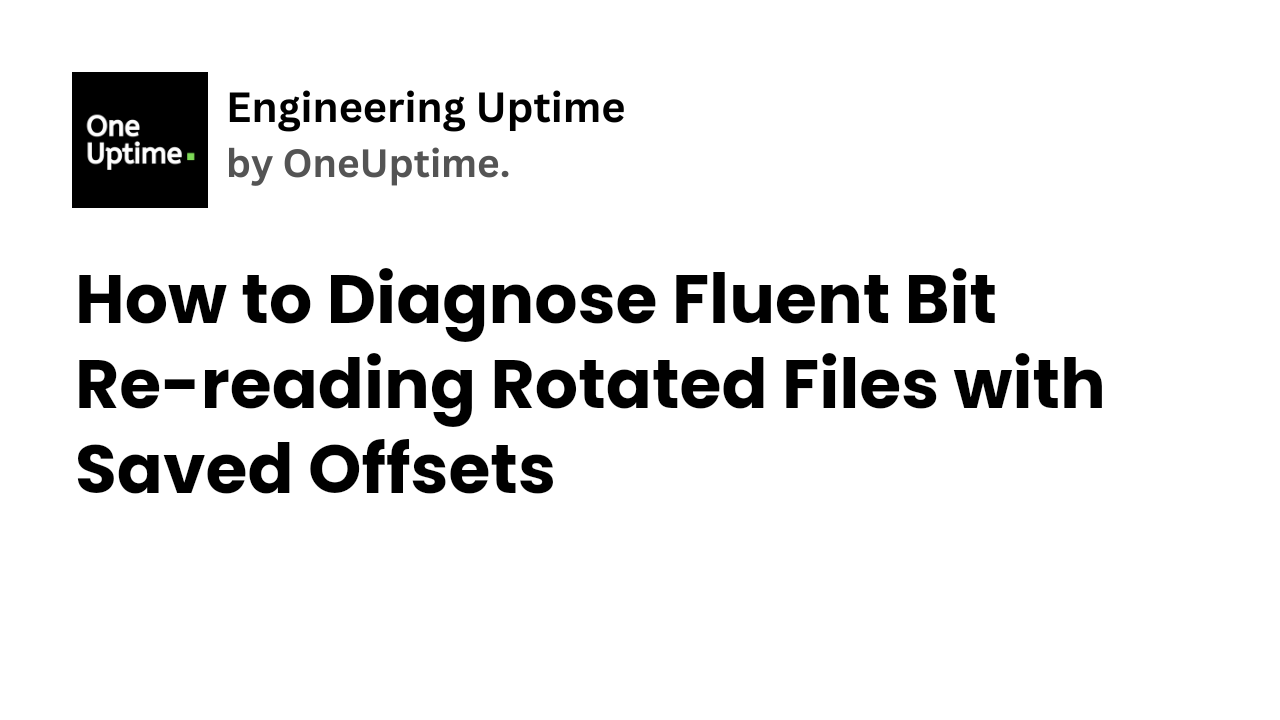 One
Uptime.
Engineering Uptime
by OneUptime.
How to Diagnose Fluent Bit
Re-reading Rotated Files with
Saved Offsets